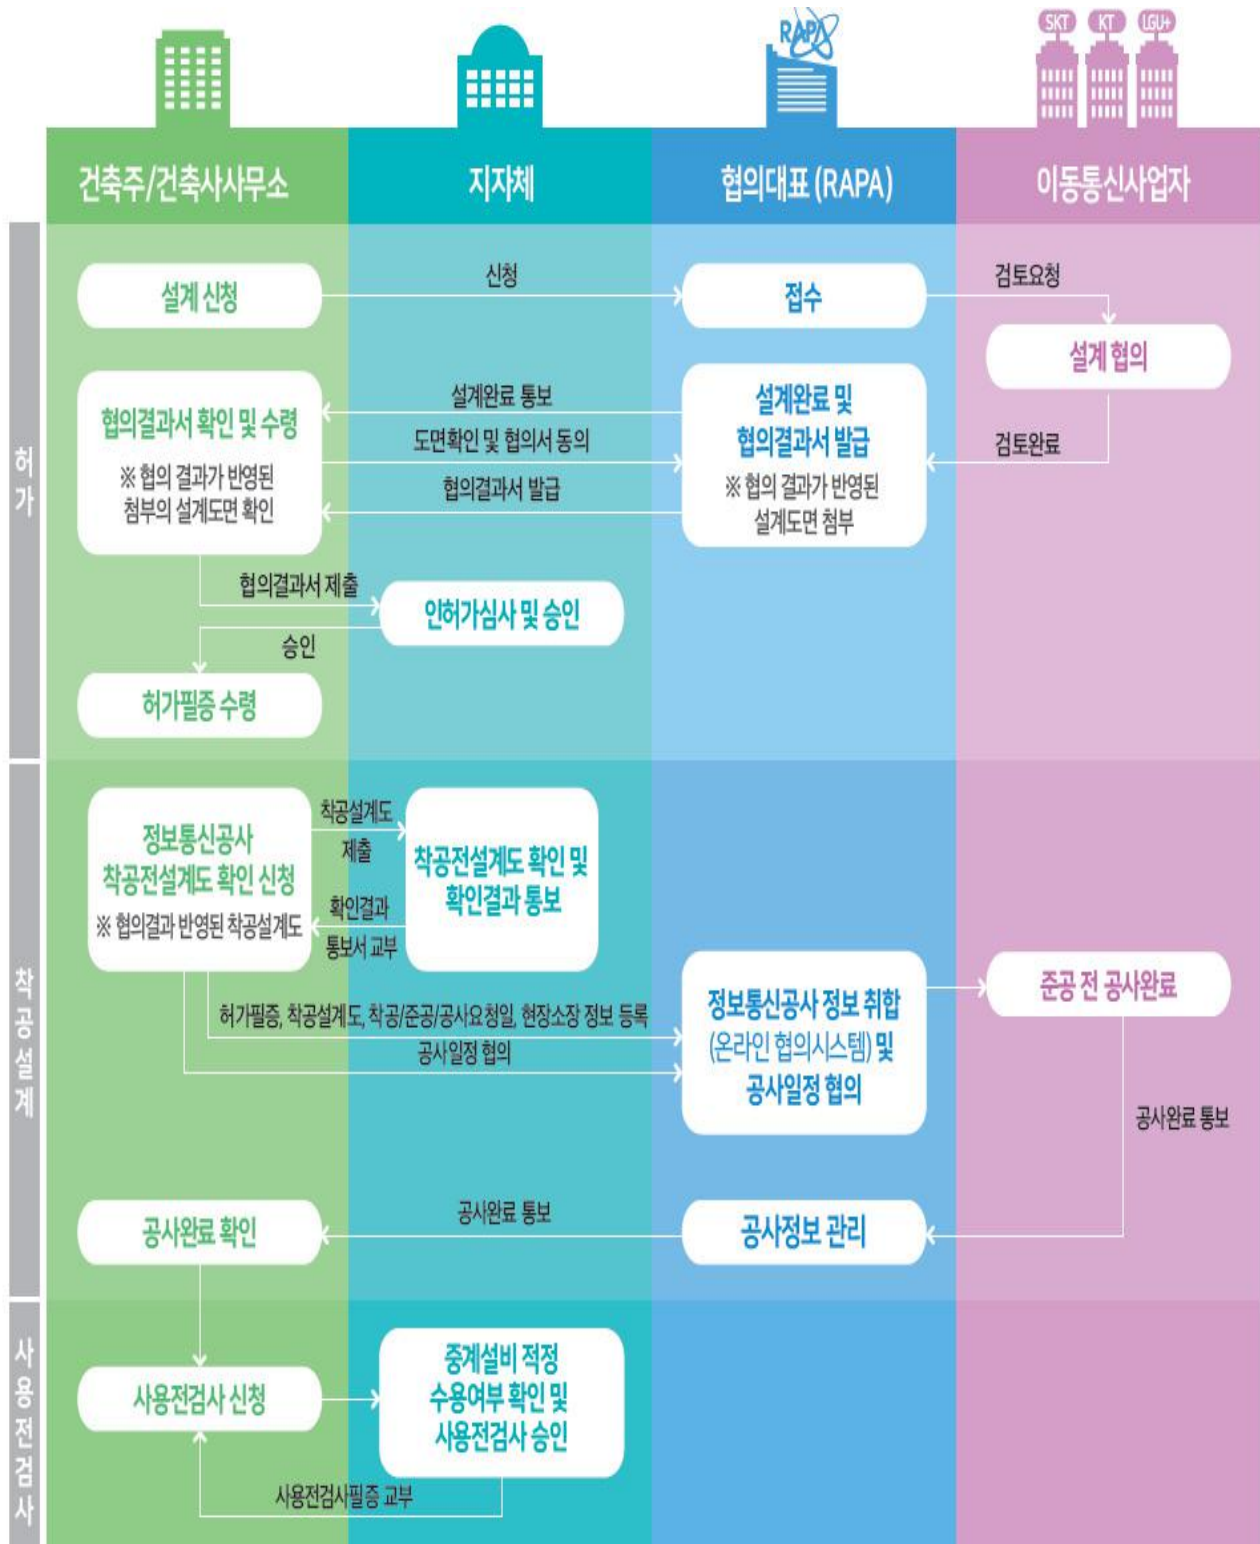 RAPA
SKT KT LGU+
건축주/건축사사무소
지자체
협의대표 (RAPA)
이동통신사업자
허가
설계 신청
신청
접수
검토요청
설계 협의
검토완료
설계완료 및
협의결과서 발급
※ 협의 결과가 반영된
설계도면 첨부
설계완료 통보
도면확인 및 협의서 동의
협의결과서 발급
협의결과서 확인 및 수령
※ 협의 결과가 반영된
첨부의 설계도면 확인
협의결과서 제출
인허가심사 및 승인
승인
허가필증 수령
착공설계
정보통신공사
착공전설계도 확인 신청
※ 협의결과 반영된 착공설계도
착공설계도
제출
착공전설계도 확인 및
확인결과 통보
확인결과
통보서 교부
허가필증, 착공설계도, 착공/준공/공사요청일, 현장소장 정보 등록
공사일정 협의
정보통신공사 정보 취합
(온라인 협의시스템) 및
공사일정 협의
준공 전 공사완료
공사완료 통보
공사정보 관리
공사완료 통보
공사완료 확인
사용전검사
사용전검사 신청
중계설비 적정
수용여부 확인 및
사용전검사 승인
사용전검사필증 교부